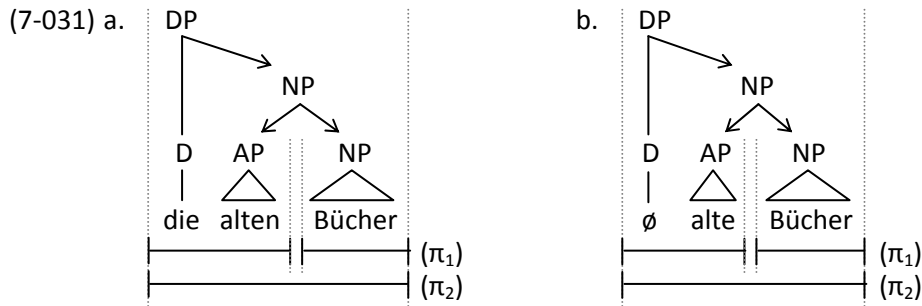 (7-031) a. DP b. DP
NP NP
D AP NP D AP NP
die alten Bücher ø alte Bücher
(π₁) (π₁)
(π₂) (π₂)